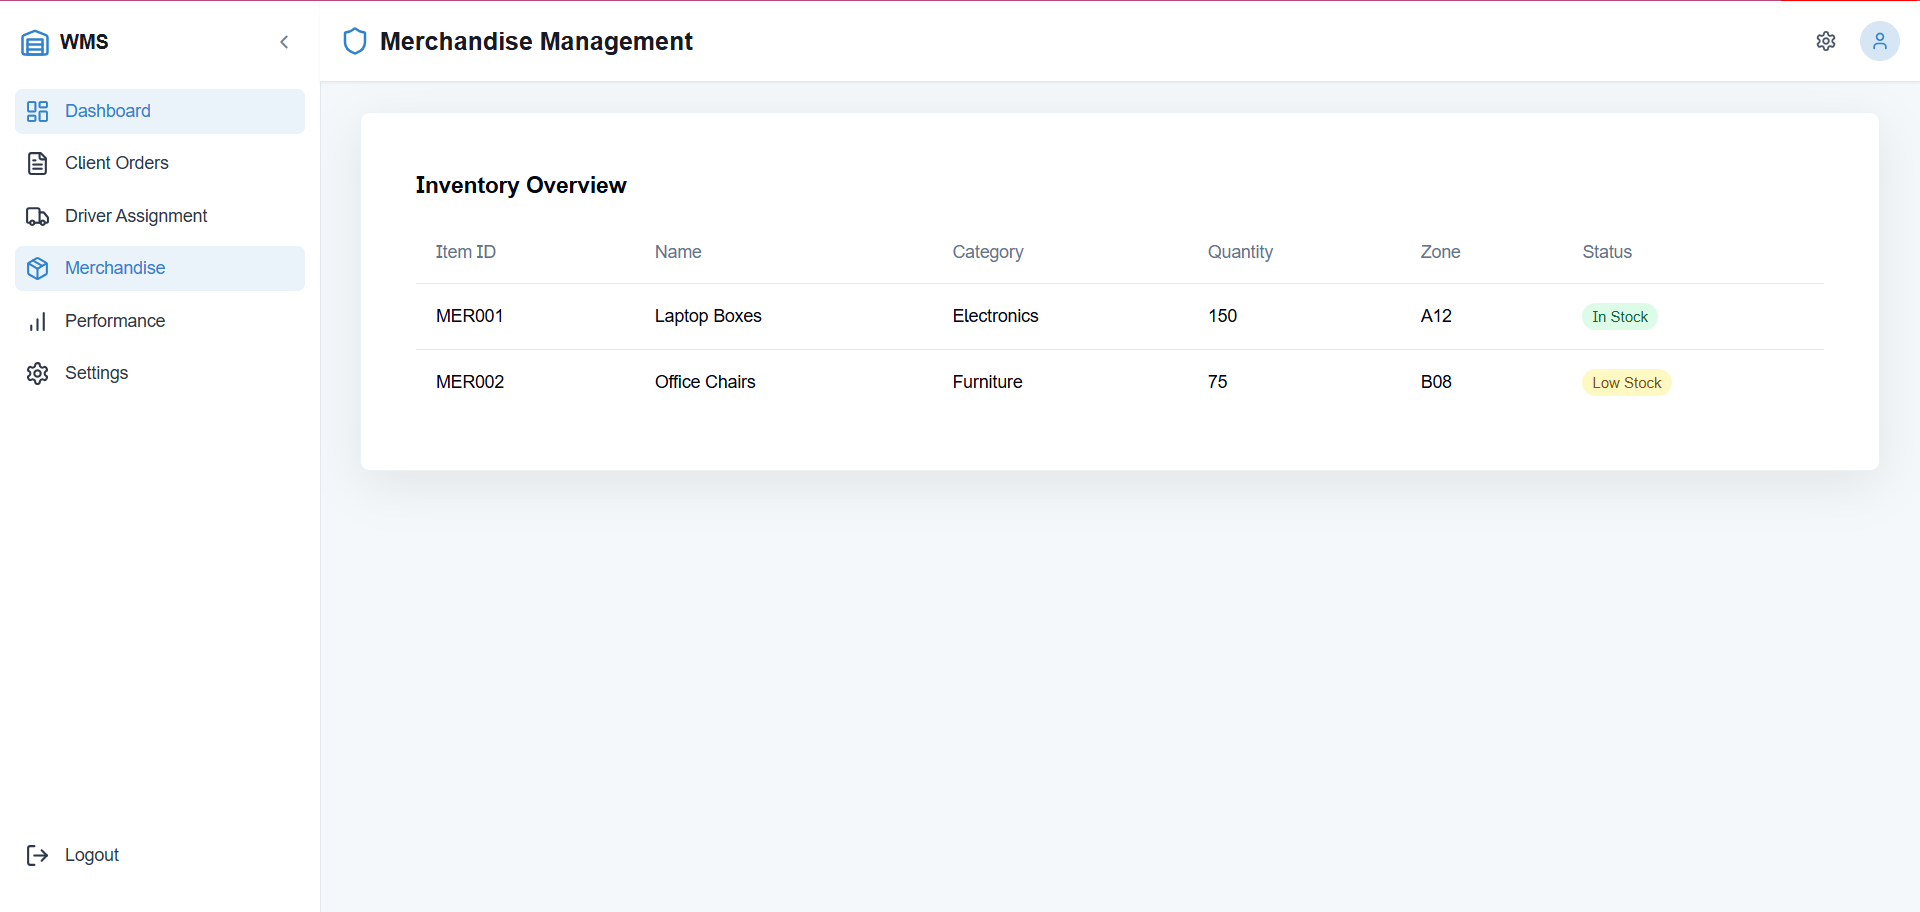 WMS
Dashboard
Client Orders
Driver Assignment
Merchandise
Performance
Settings
Logout
Merchandise Management
Inventory Overview
Item ID Name Category Quantity Zone Status
MER001 Laptop Boxes Electronics 150 A12 In Stock
MER002 Office Chairs Furniture 75 B08 Low Stock